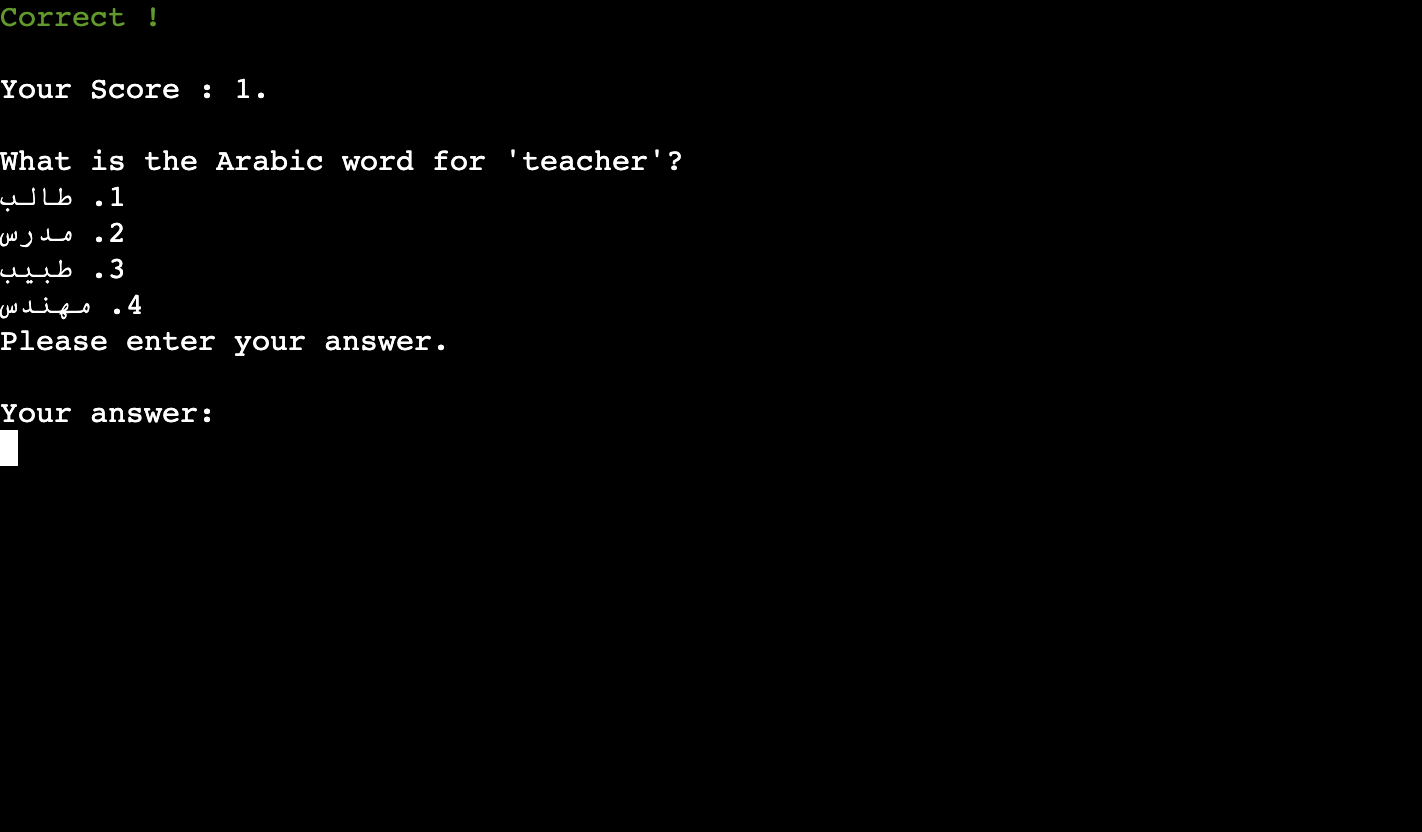 Correct !
Your Score : 1.
What is the Arabic word for 'teacher'?
1. طالب
2. مدرس
3. طبيب
4. مهندس
Please enter your answer.
Your answer: